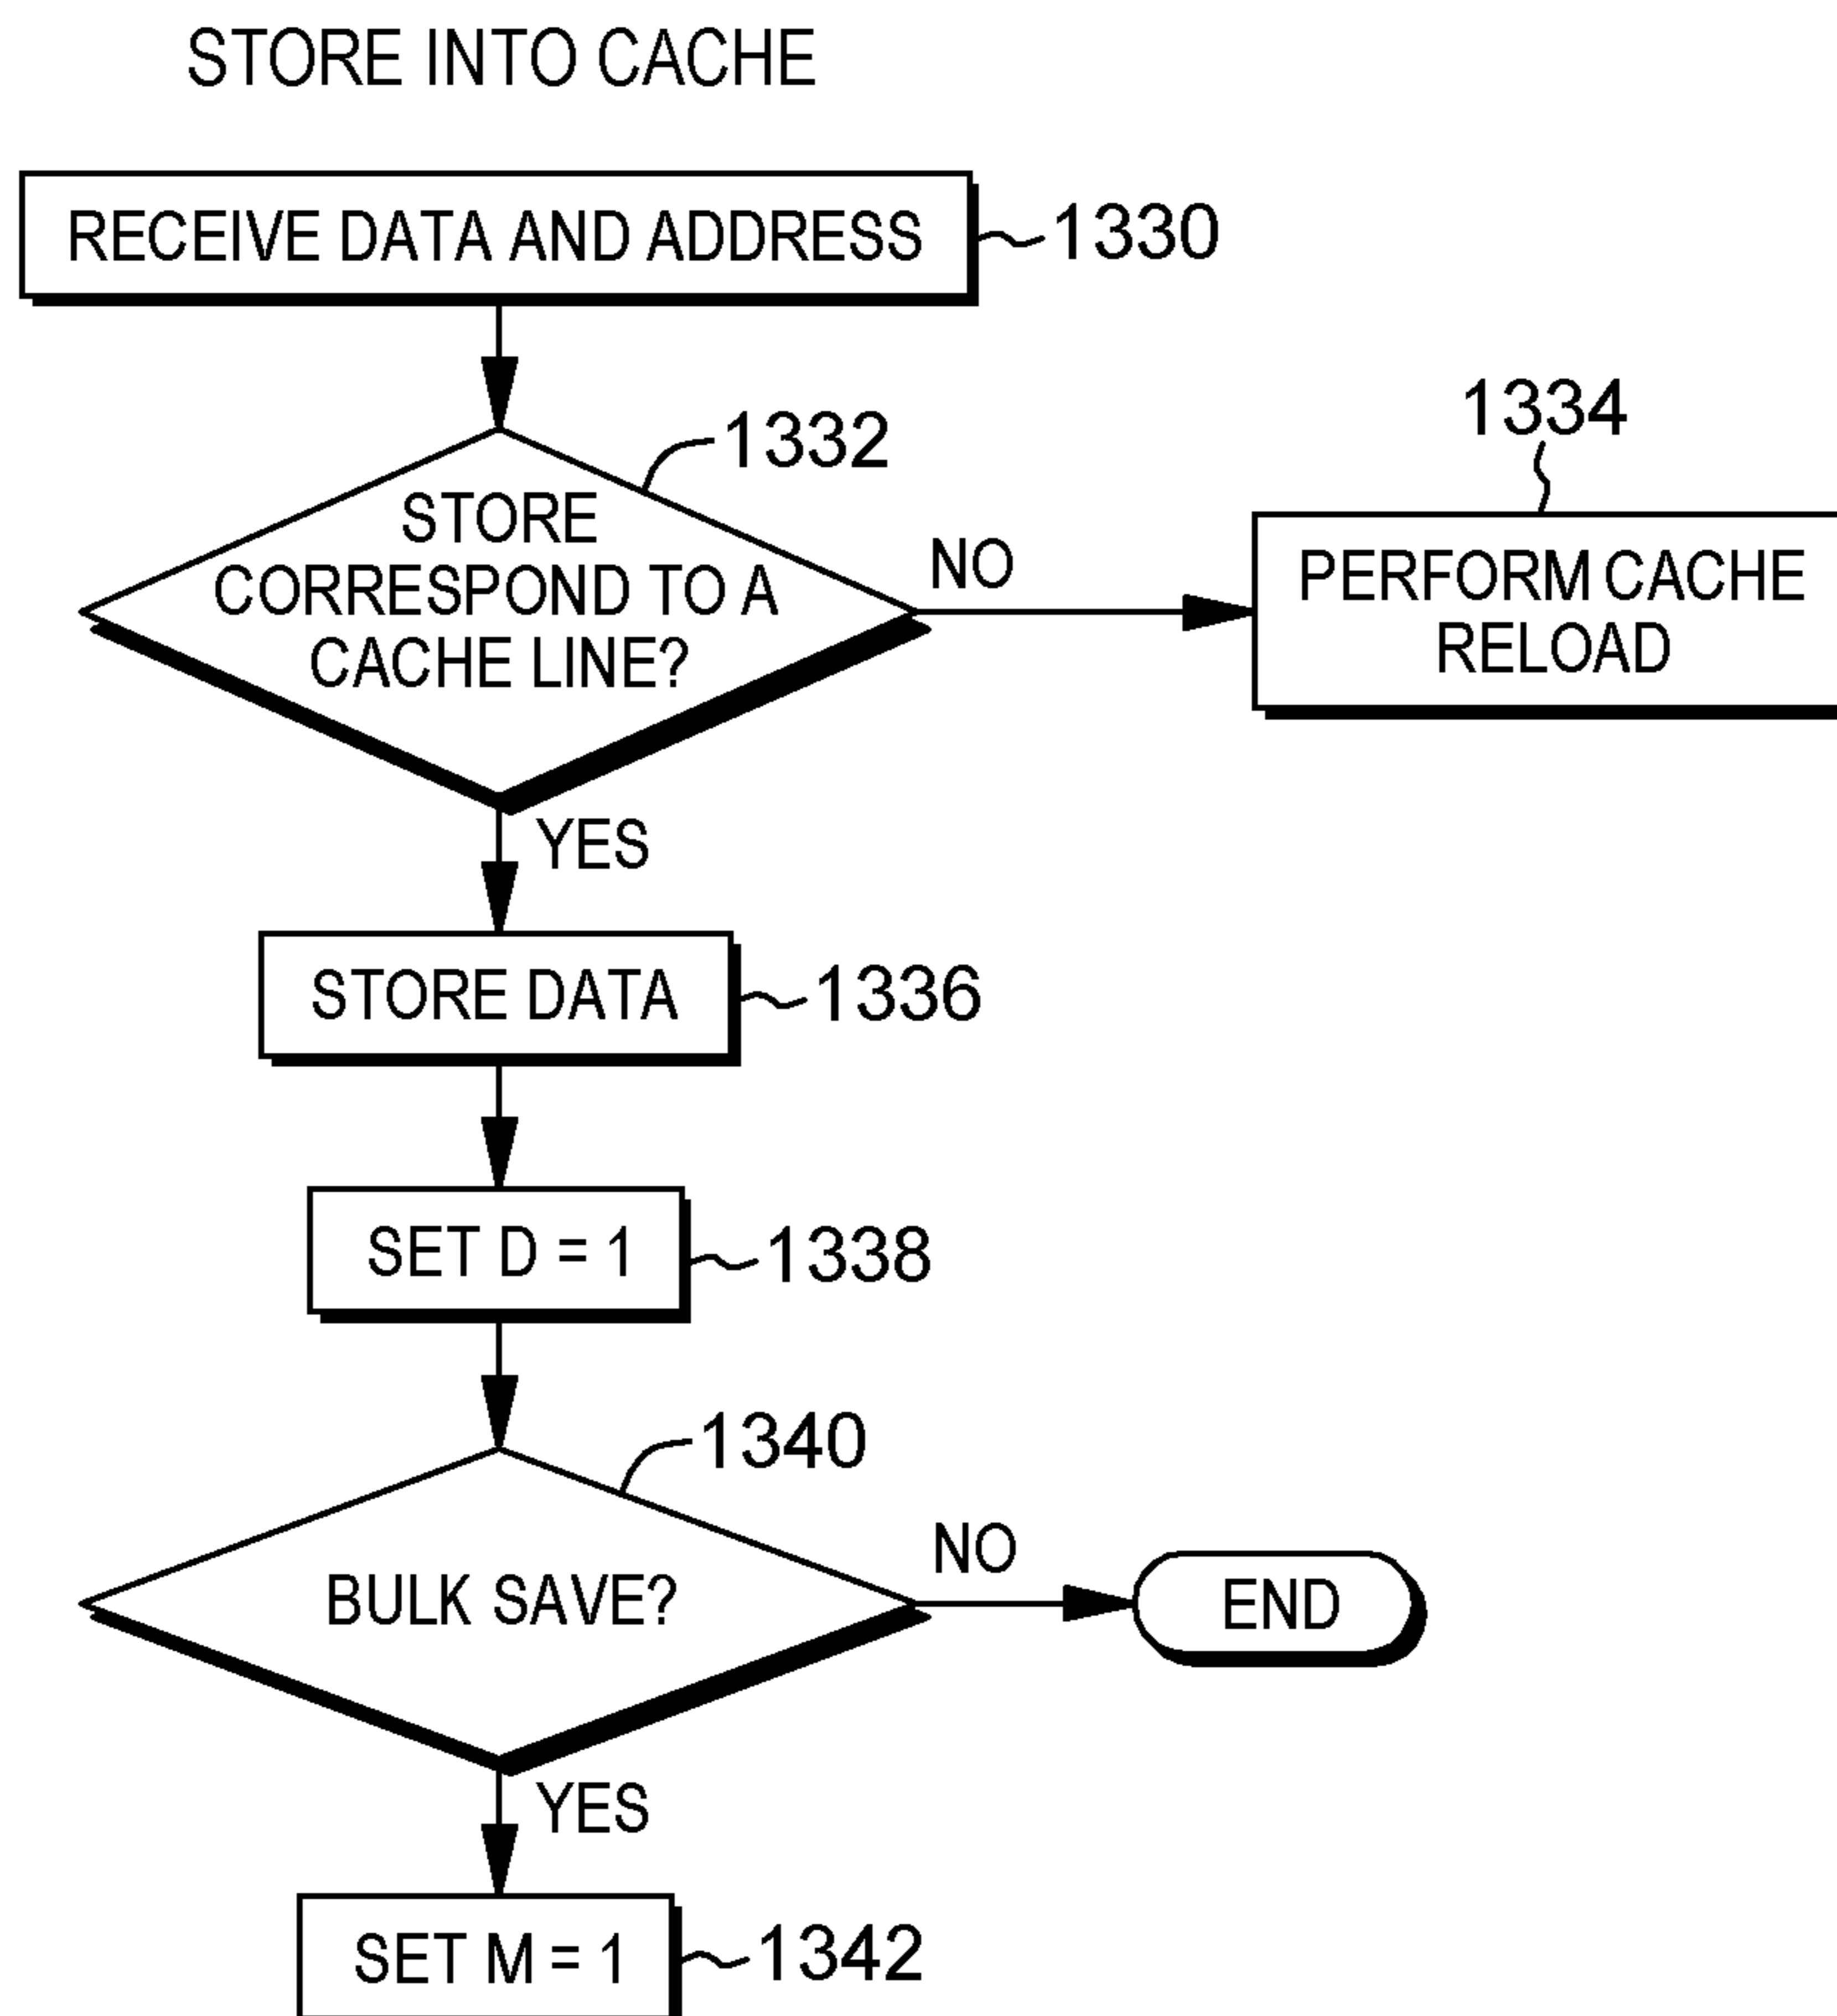 STORE INTO CACHE
RECEIVE DATA AND ADDRESS
1330
1332
STORE
CORRESPOND TO A
CACHE LINE?
NO
1334
PERFORM CACHE
RELOAD
YES
STORE DATA
1336
SET D = 1
1338
1340
BULK SAVE?
NO
END
YES
SET M = 1
1342